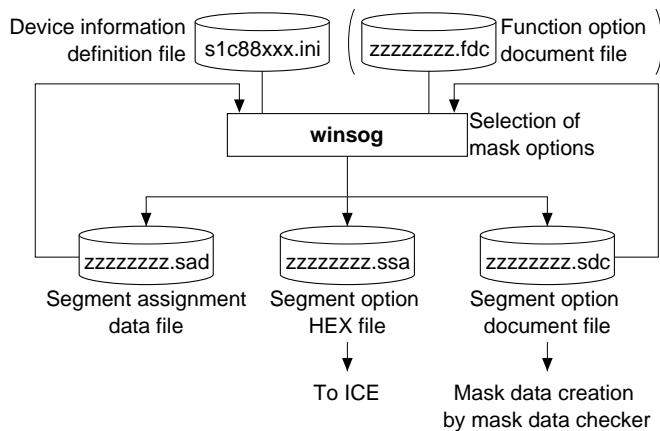 Device information
definition file
s1c88xxx.ini
zzzzzzzz.fdc
Function option
document file
winsog
Selection of
mask options
zzzzzzzz.sad
zzzzzzzz.ssa
zzzzzzzz.sdc
Segment assignment
data file
Segment option
HEX file
Segment option
document file
To ICE
Mask data creation
by mask data checker